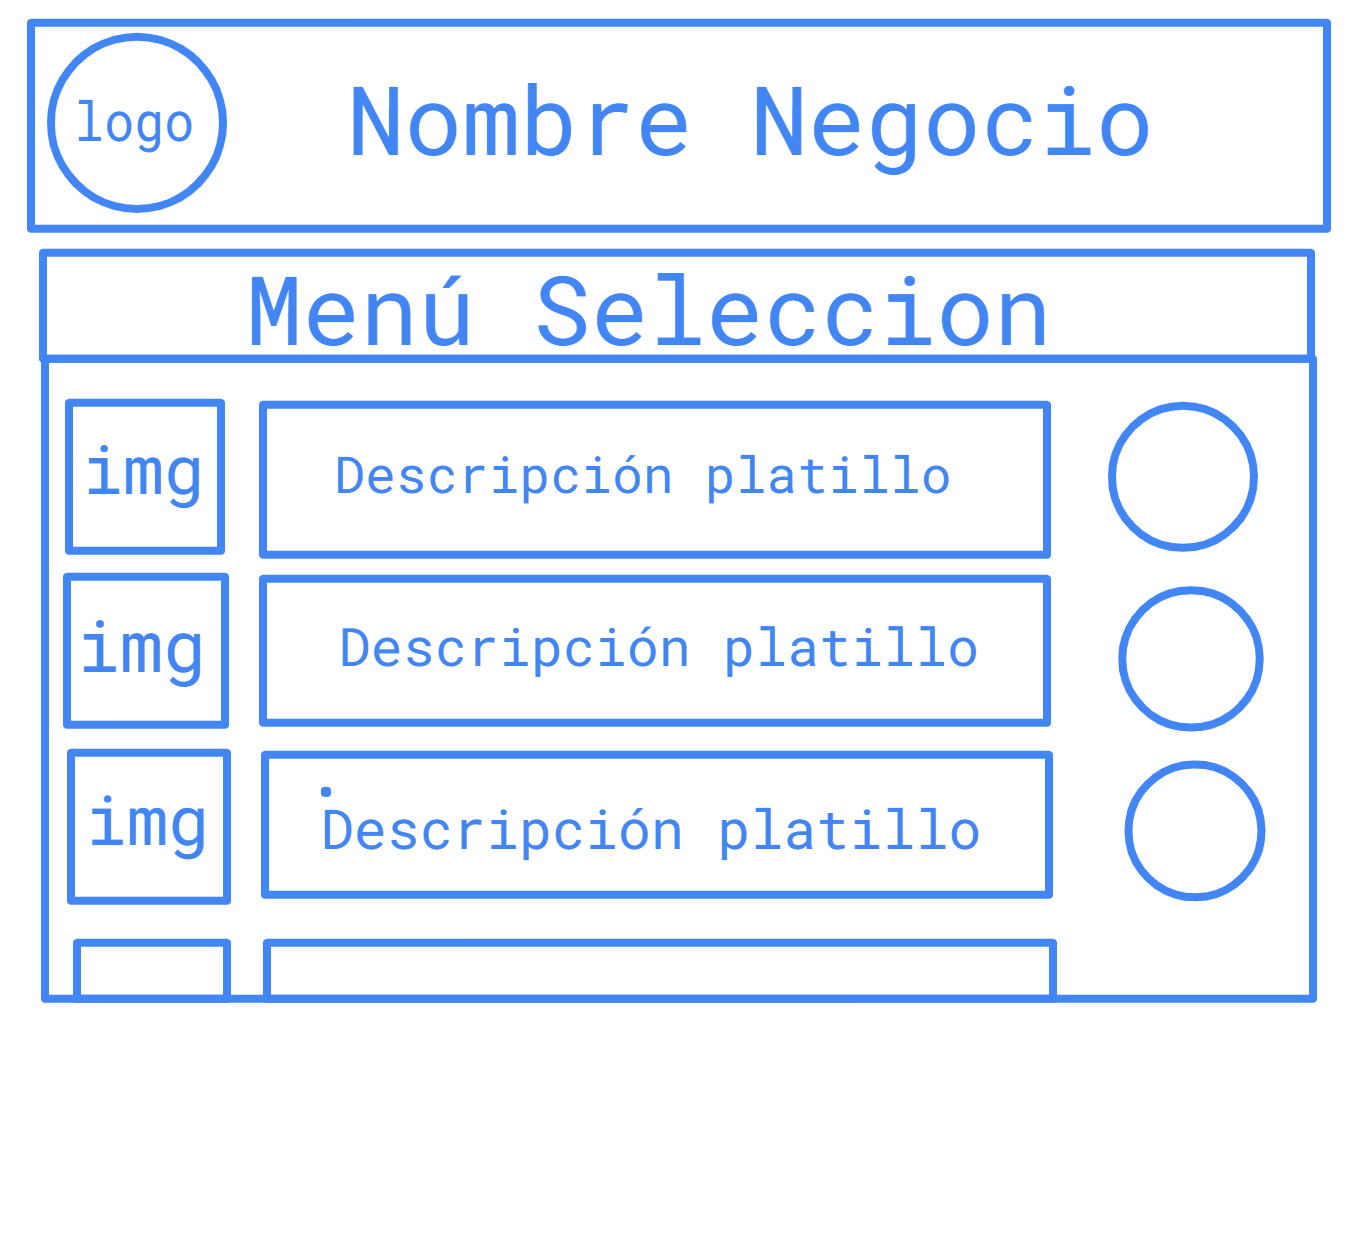 logo
Nombre Negocio
Menú Seleccion
img
Descripción platillo
img
Descripción platillo
img
Descripción platillo